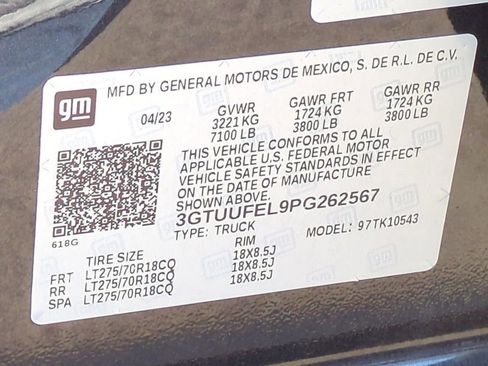 gm
MFD BY GENERAL MOTORS DE MEXICO, S. DE R.L. DE C.V.
04/23 GVWR GAWR FRT GAWR RR
3221 KG 1724 KG 1724 KG
7100 LB 3800 LB 3800 LB
THIS VEHICLE CONFORMS TO ALL
APPLICABLE U.S. FEDERAL MOTOR
VEHICLE SAFETY STANDARDS IN EFFECT
ON THE DATE OF MANUFACTURE
3GTUUFEL9PG262567
618G
TYPE: TRUCK MODEL: 97TK10543
TIRE SIZE RIM
FRT LT275/70R18CQ 18X8.5J
RR LT275/70R18CQ 18X8.5J
SPA LT275/70R18CQ 18X8.5J